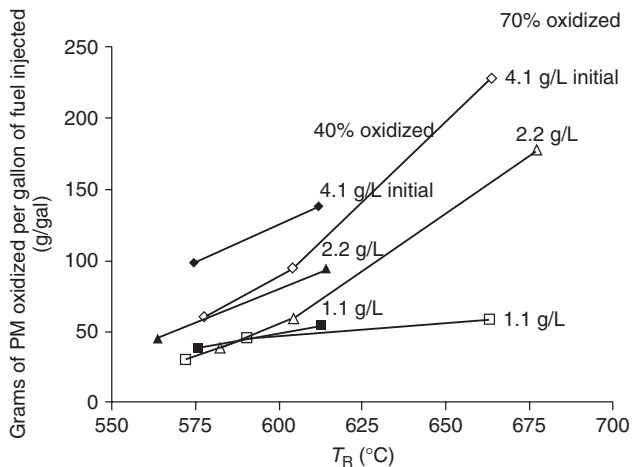 70% oxidized
Grams of PM oxidized per gallon of fuel injected
(g/gal)
250
200
150
100
50
0
4.1 g/L initial
40% oxidized
2.2 g/L
4.1 g/L initial
2.2 g/L
1.1 g/L
1.1 g/L
550
575
600
625
650
675
700
T_R (°C)